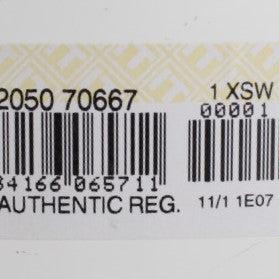 2050 70667 1 XSW
00001
34166 065711
AUTHENTIC REG. 11/1 1E07